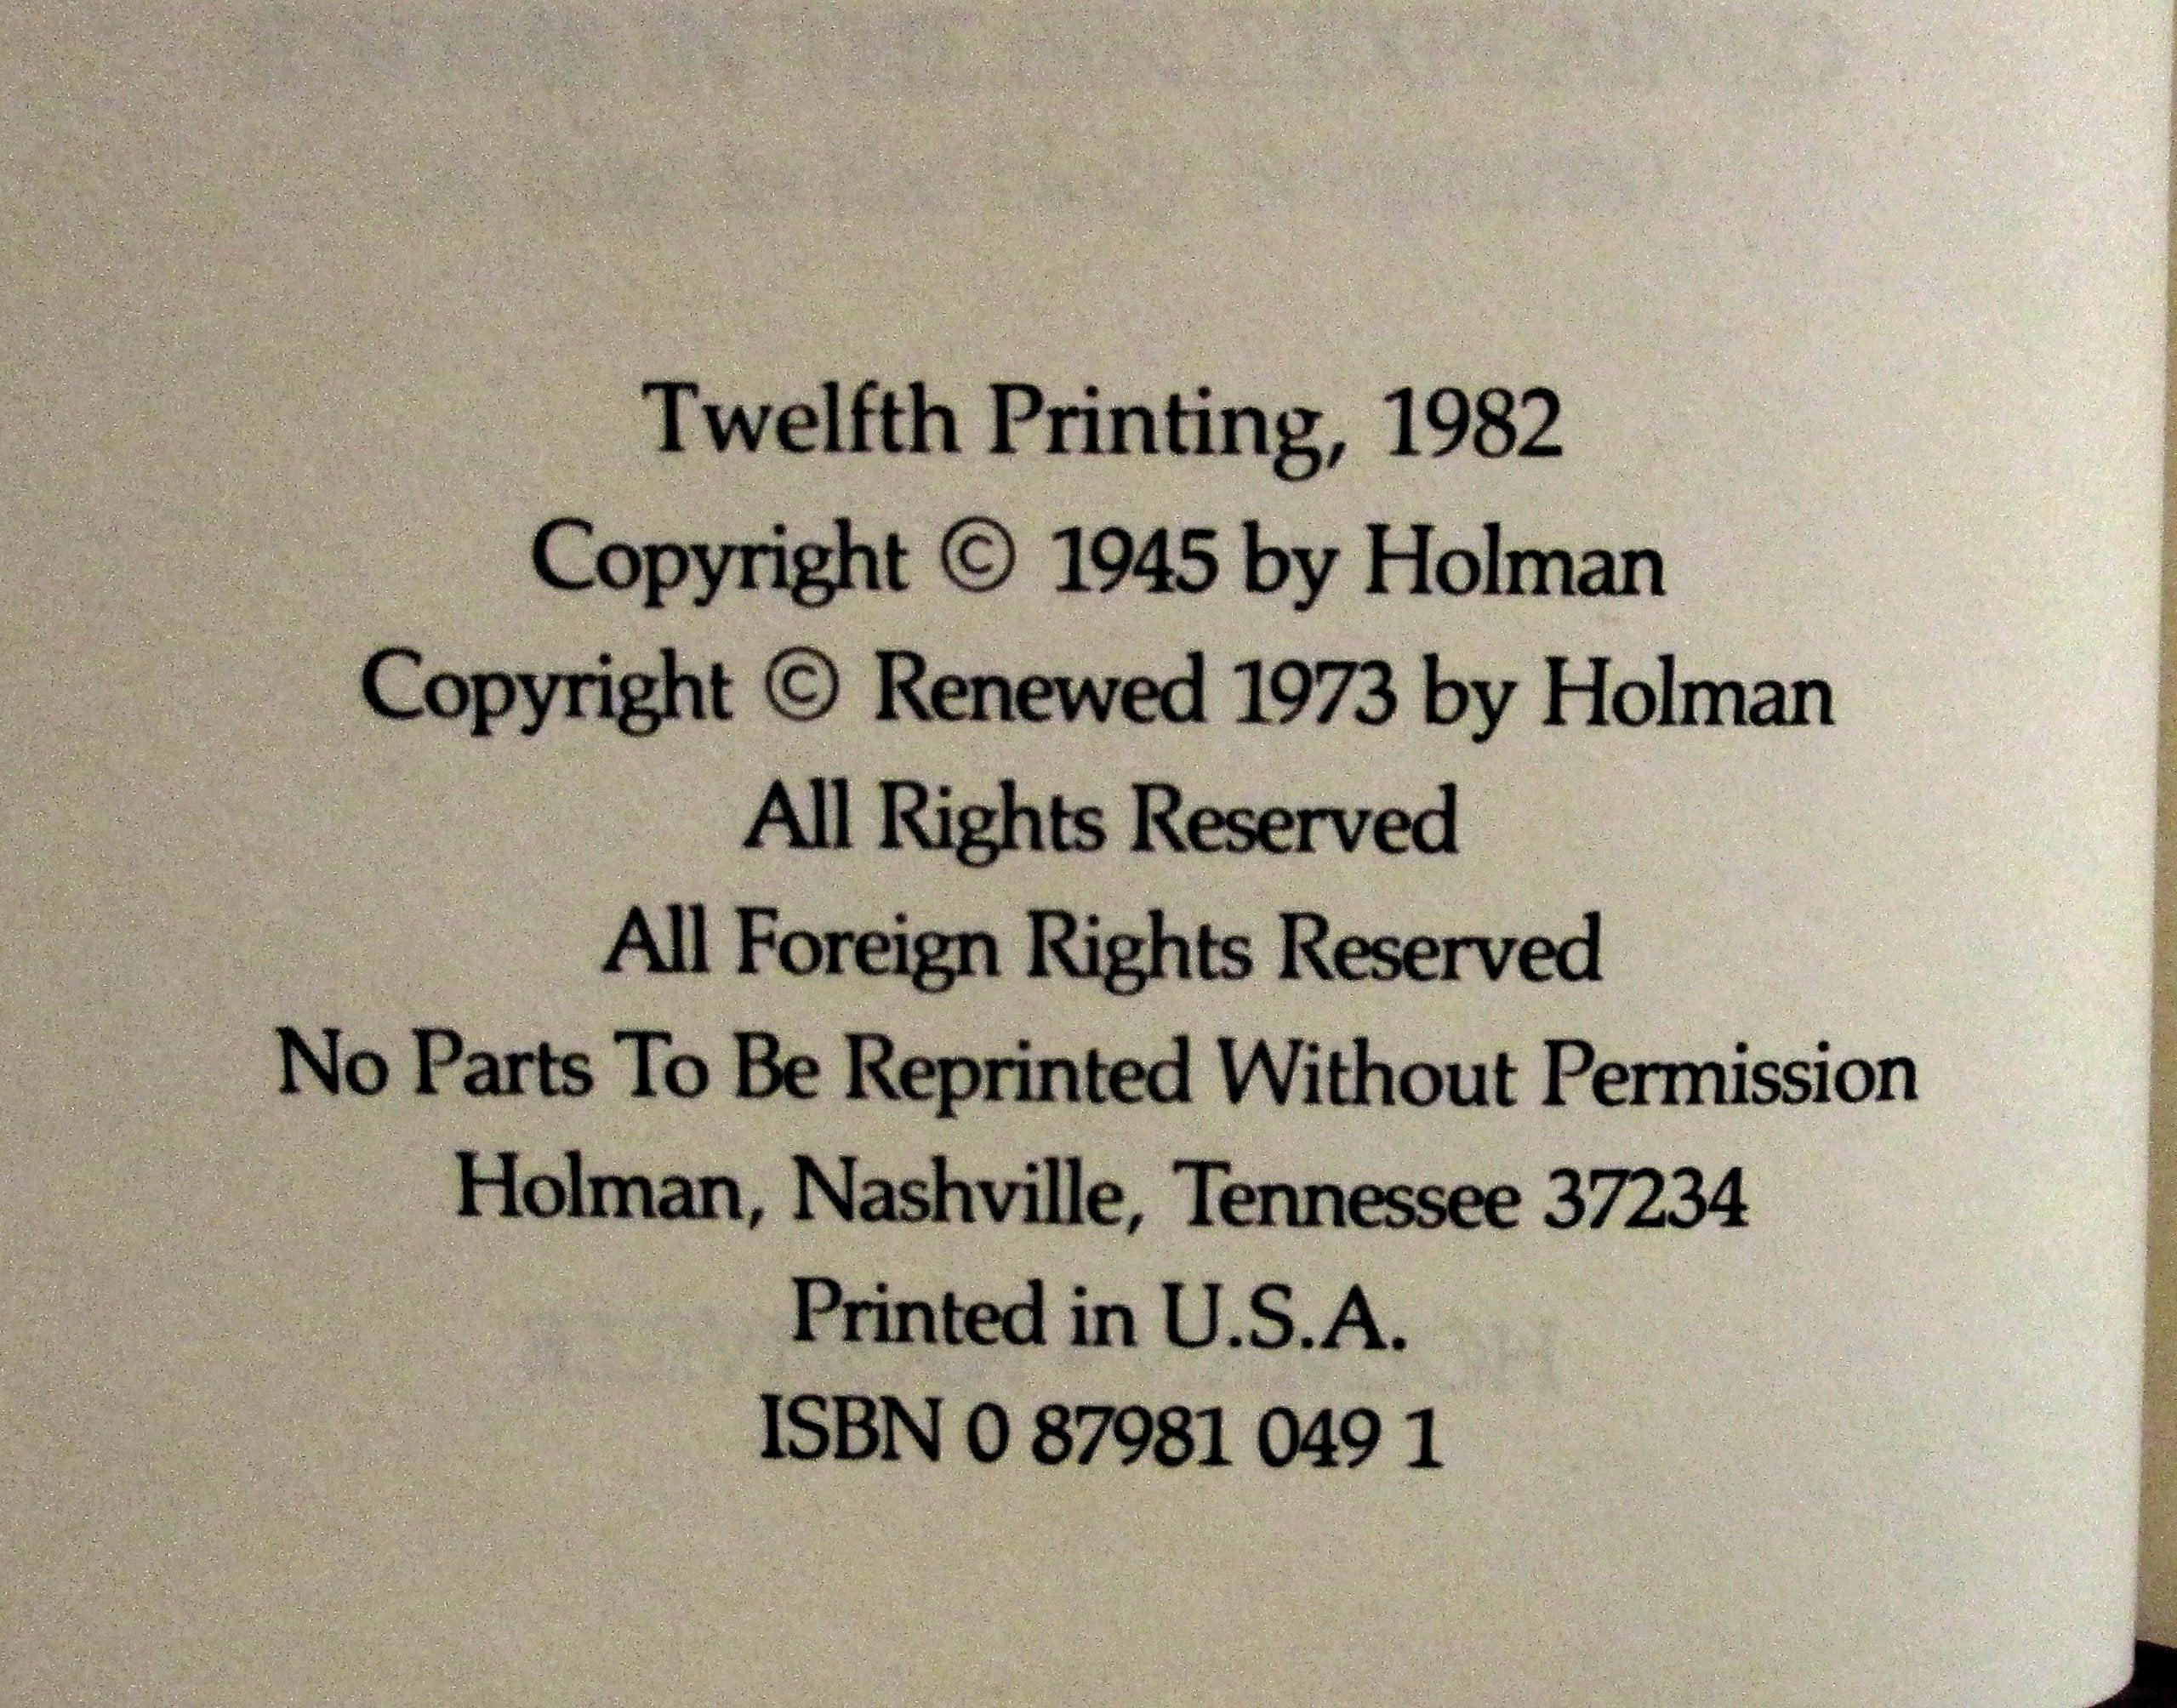 Twelfth Printing, 1982
Copyright © 1945 by Holman
Copyright © Renewed 1973 by Holman
All Rights Reserved
All Foreign Rights Reserved
No Parts To Be Reprinted Without Permission
Holman, Nashville, Tennessee 37234
Printed in U.S.A.
ISBN 0 87981 049 1